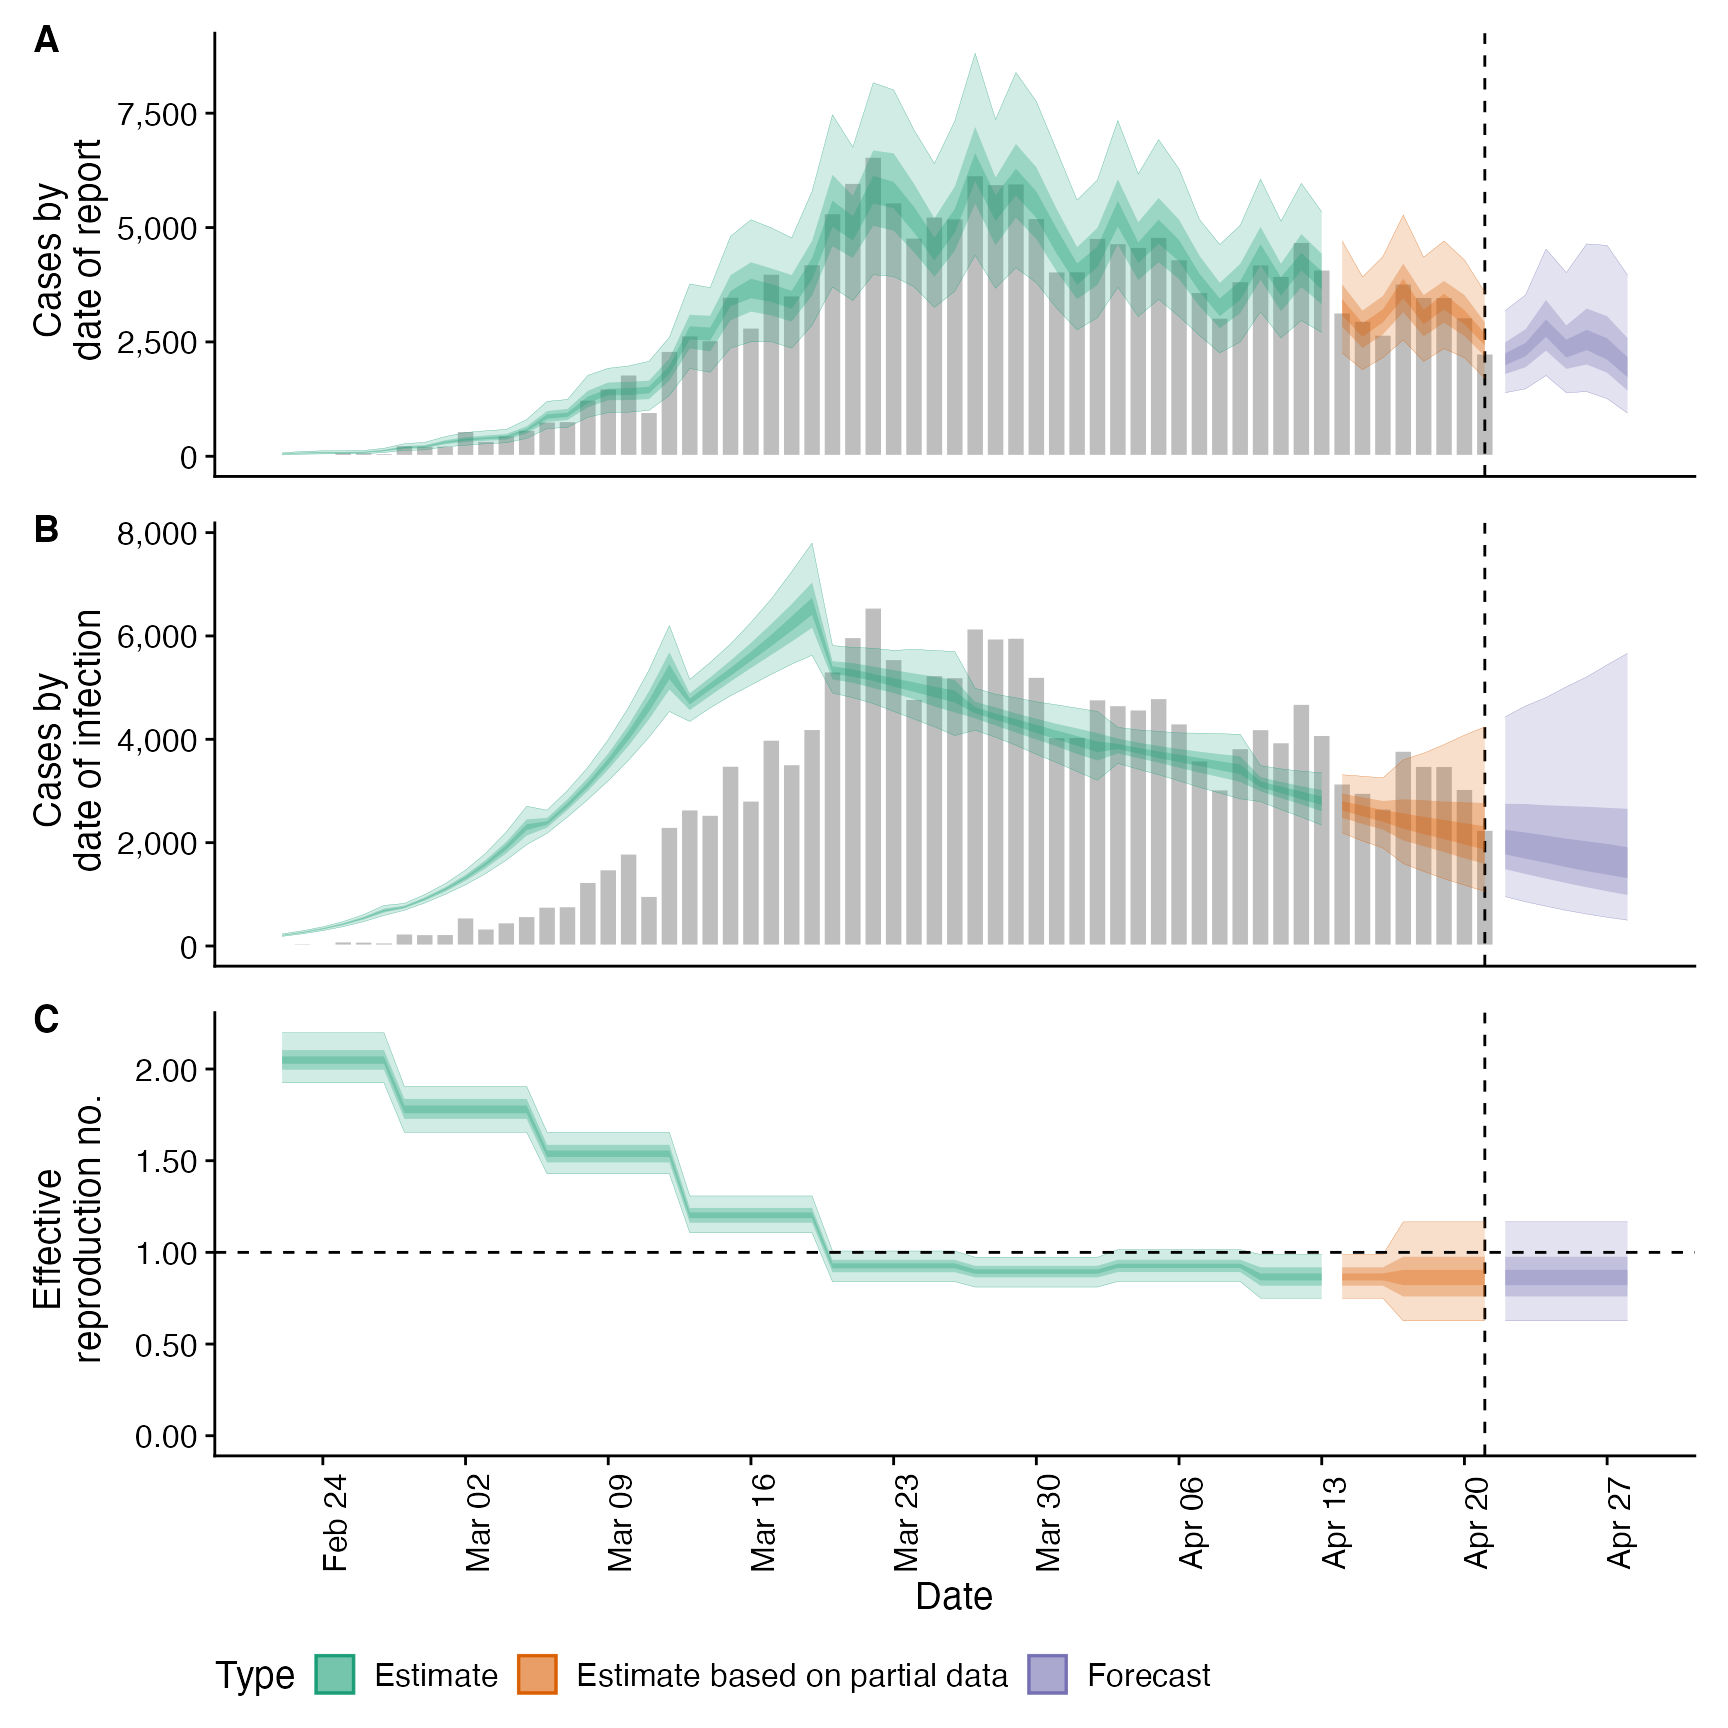 A
Cases by
date of report
7,500
5,000
2,500
0
B
Cases by
date of infection
8,000
6,000
4,000
2,000
0
C
Effective
reproduction no.
2.00
1.50
1.00
0.50
0.00
Feb 24
Mar 02
Mar 09
Mar 16
Mar 23
Mar 30
Apr 06
Apr 13
Apr 20
Apr 27
Date
Type Estimate Estimate based on partial data Forecast